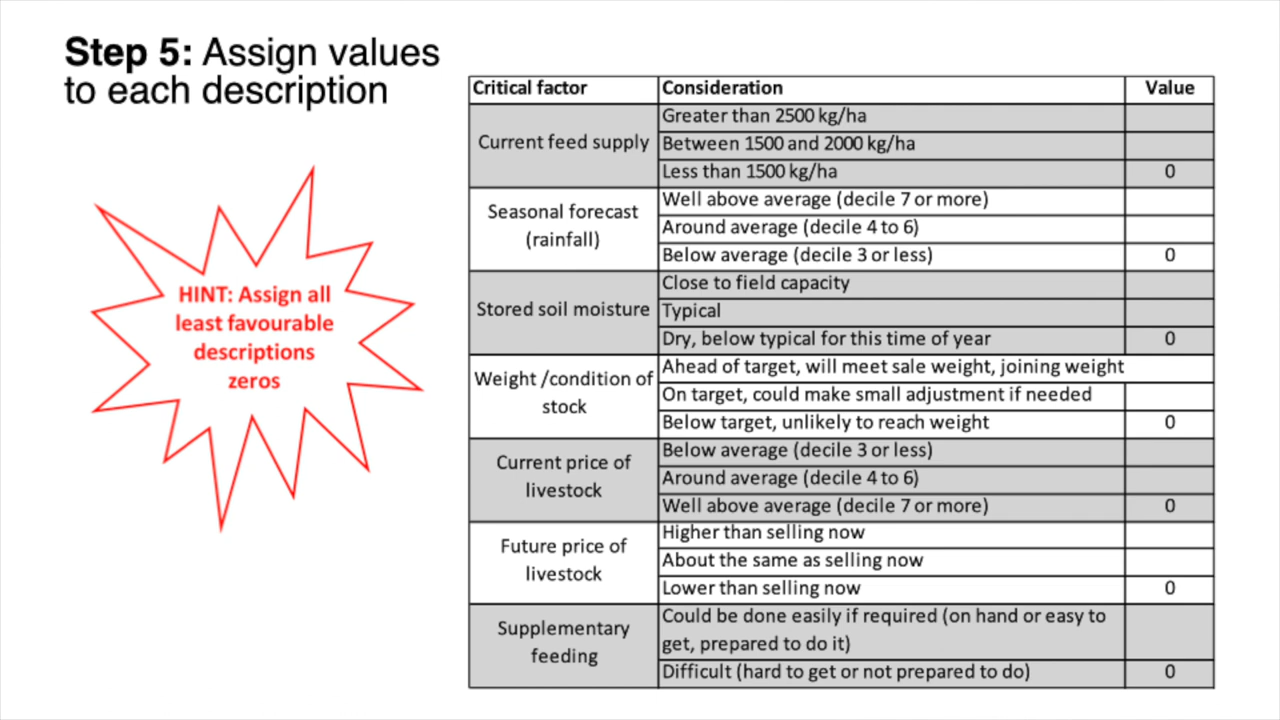 Step 5: Assign values
to each description
HINT: Assign all
least favourable
descriptions
zeros
Critical factor Consideration Value
Current feed supply
Greater than 2500 kg/ha
Between 1500 and 2000 kg/ha
Less than 1500 kg/ha 0
Seasonal forecast
(rainfall)
Well above average (decile 7 or more)
Around average (decile 4 to 6)
Below average (decile 3 or less) 0
Stored soil moisture
Close to field capacity
Typical
Dry, below typical for this time of year 0
Weight /condition of
stock
Ahead of target, will meet sale weight, joining weight
On target, could make small adjustment if needed
Below target, unlikely to reach weight 0
Current price of
livestock
Below average (decile 3 or less)
Around average (decile 4 to 6)
Well above average (decile 7 or more) 0
Future price of
livestock
Higher than selling now
About the same as selling now
Lower than selling now 0
Supplementary
feeding
Could be done easily if required (on hand or easy to
get, prepared to do it)
Difficult (hard to get or not prepared to do) 0